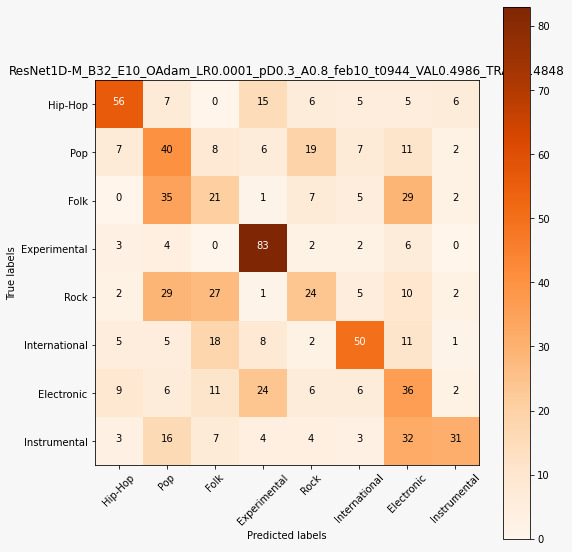 ResNet1D-M_B32_E10_OAdam_LR0.0001_pD0.3_A0.8_feb10_t0944_VAL0.4986_TRA 4848
80
70
60
50
40
30
20
10
0
True labels
Hip-Hop 56 7 0 15 6 5 5 6
Pop 7 40 8 6 19 7 11 2
Folk 0 35 21 1 7 5 29 2
Experimental 3 4 0 83 2 2 6 0
Rock 2 29 27 1 24 5 10 2
International 5 5 18 8 2 50 11 1
Electronic 9 6 11 24 6 6 36 2
Instrumental 3 16 7 4 4 3 32 31
Hip-Hop Pop Folk Experimental Rock International Electronic Instrumental
Predicted labels